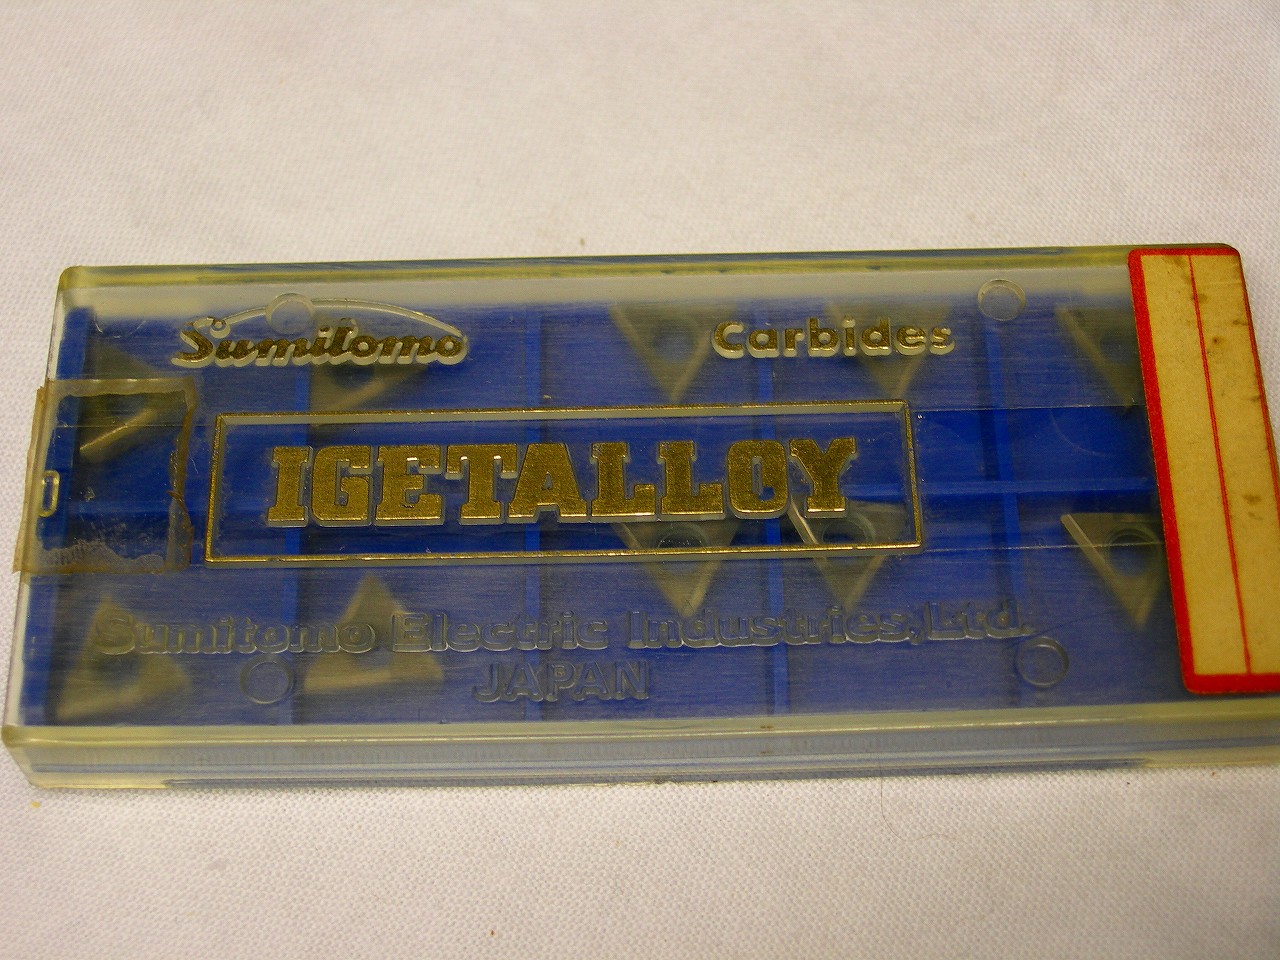 Sumitomo
Carbides
IGETALLOY
Sumitomo Electric Industries, Ltd.
JAPAN